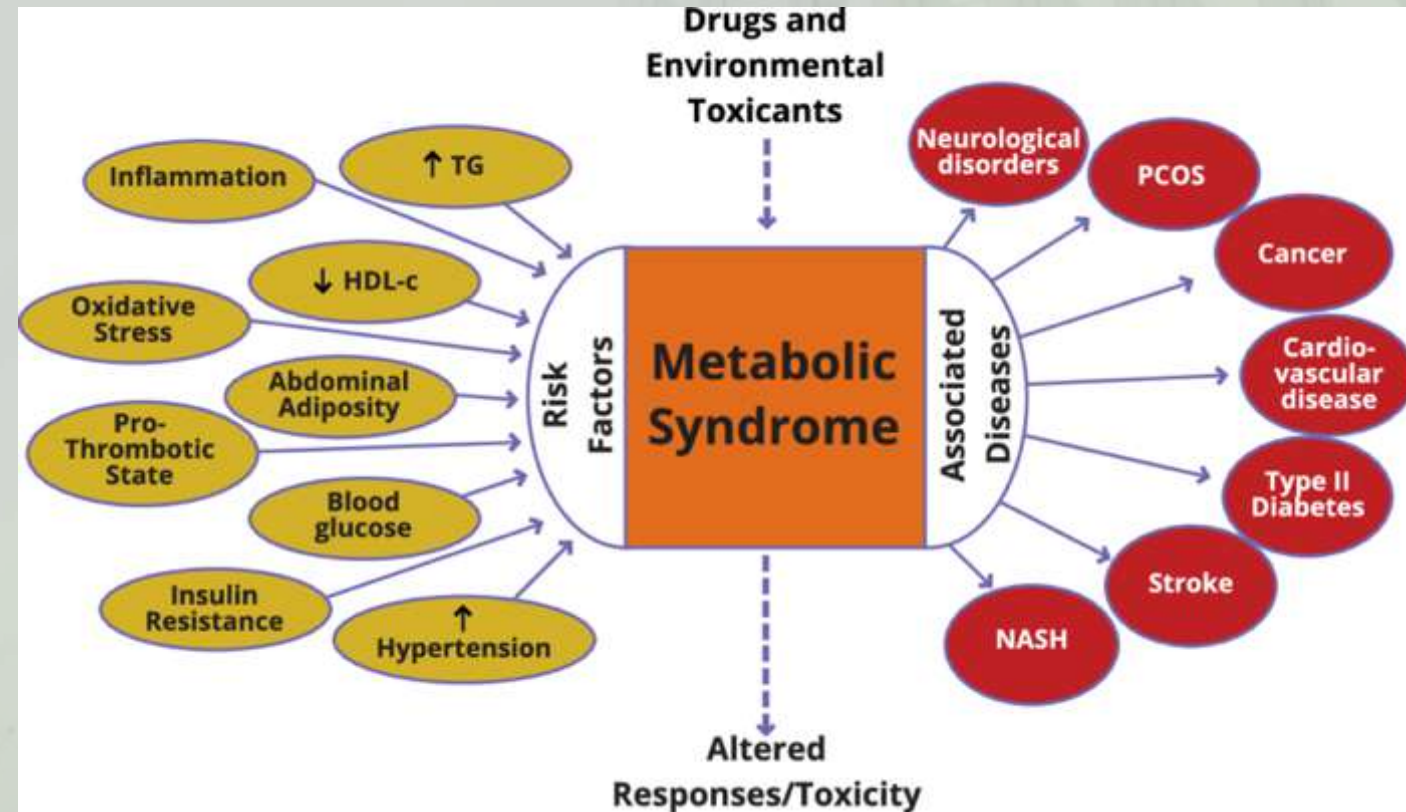 Drugs and
Environmental
Toxicants
Inflammation
↑ TG
↓ HDL-c
Oxidative
Stress
Abdominal
Adiposity
Pro-
Thrombotic
State
Blood
glucose
Insulin
Resistance
↑
Hypertension
Risk
Factors
Metabolic
Syndrome
Associated
Diseases
Neurological
disorders
PCOS
Cancer
Cardio-
vascular
disease
Type II
Diabetes
Stroke
NASH
Altered
Responses/Toxicity